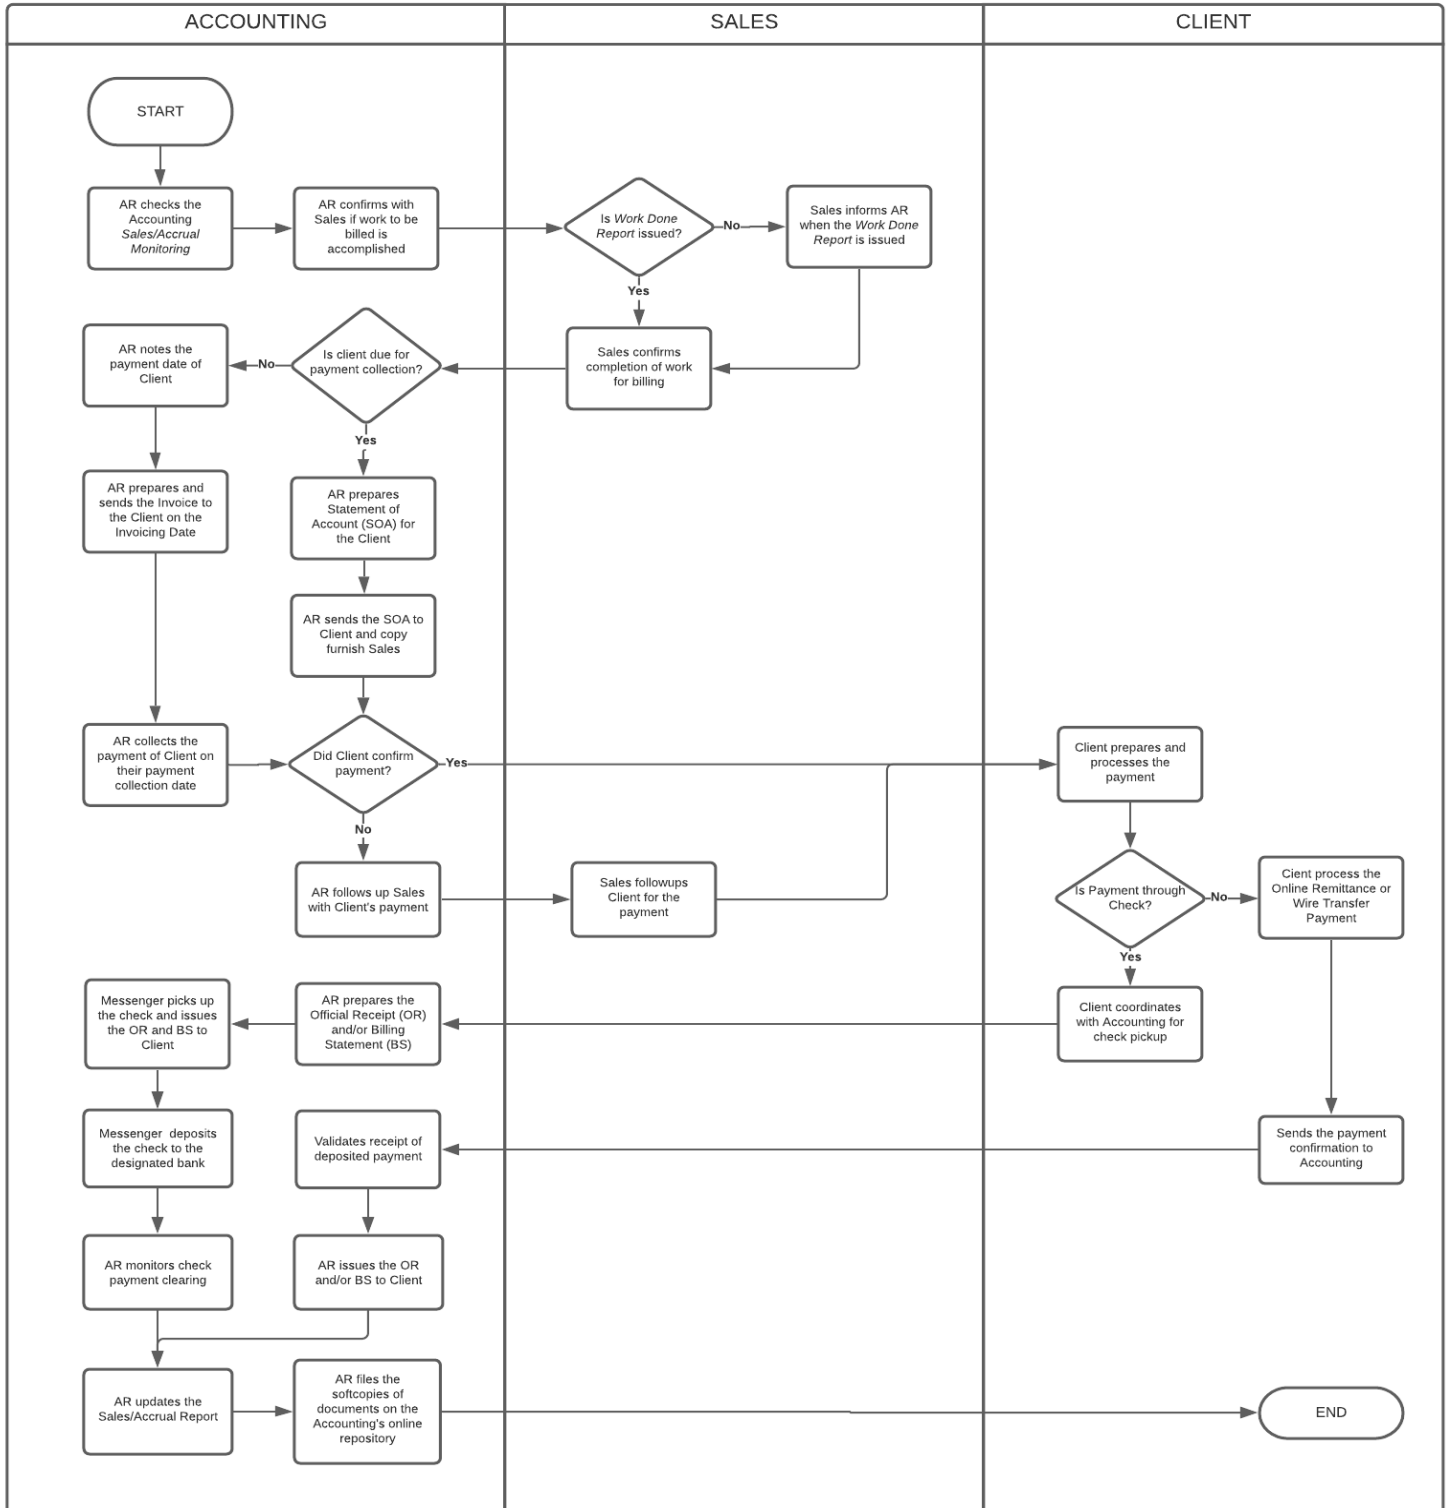 ACCOUNTING
SALES
CLIENT
START
AR checks the
Accounting
Sales/Accrual
Monitoring
AR confirms with
Sales if work to be
billed is
accomplished
Is Work Done
Report issued?
No
Sales informs AR
when the Work Done
Report is issued
Yes
Sales confirms
completion of work
for billing
Is client due for
payment collection?
No
AR notes the
payment date of
Client
Yes
AR prepares and
sends the Invoice to
the Client on the
Invoicing Date
AR prepares
Statement of
Account (SOA) for
the Client
AR sends the SOA to
Client and copy
furnish Sales
AR collects the
payment of Client on
their payment
collection date
Did Client confirm
payment?
Yes
Client prepares and
processes the
payment
No
AR follows up Sales
with Client's payment
Sales followups
Client for the
payment
Is Payment through
Check?
No
Cient process the
Online Remittance or
Wire Transfer
Payment
Yes
Client coordinates
with Accounting for
check pickup
AR prepares the
Official Receipt (OR)
and/or Billing
Statement (BS)
Messenger picks up
the check and issues
the OR and BS to
Client
Messenger deposits
the check to the
designated bank
Validates receipt of
deposited payment
Sends the payment
confirmation to
Accounting
AR monitors check
payment clearing
AR issues the OR
and/or BS to Client
AR updates the
Sales/Accrual Report
AR files the
softcopies of
documents on the
Accounting's online
repository
END